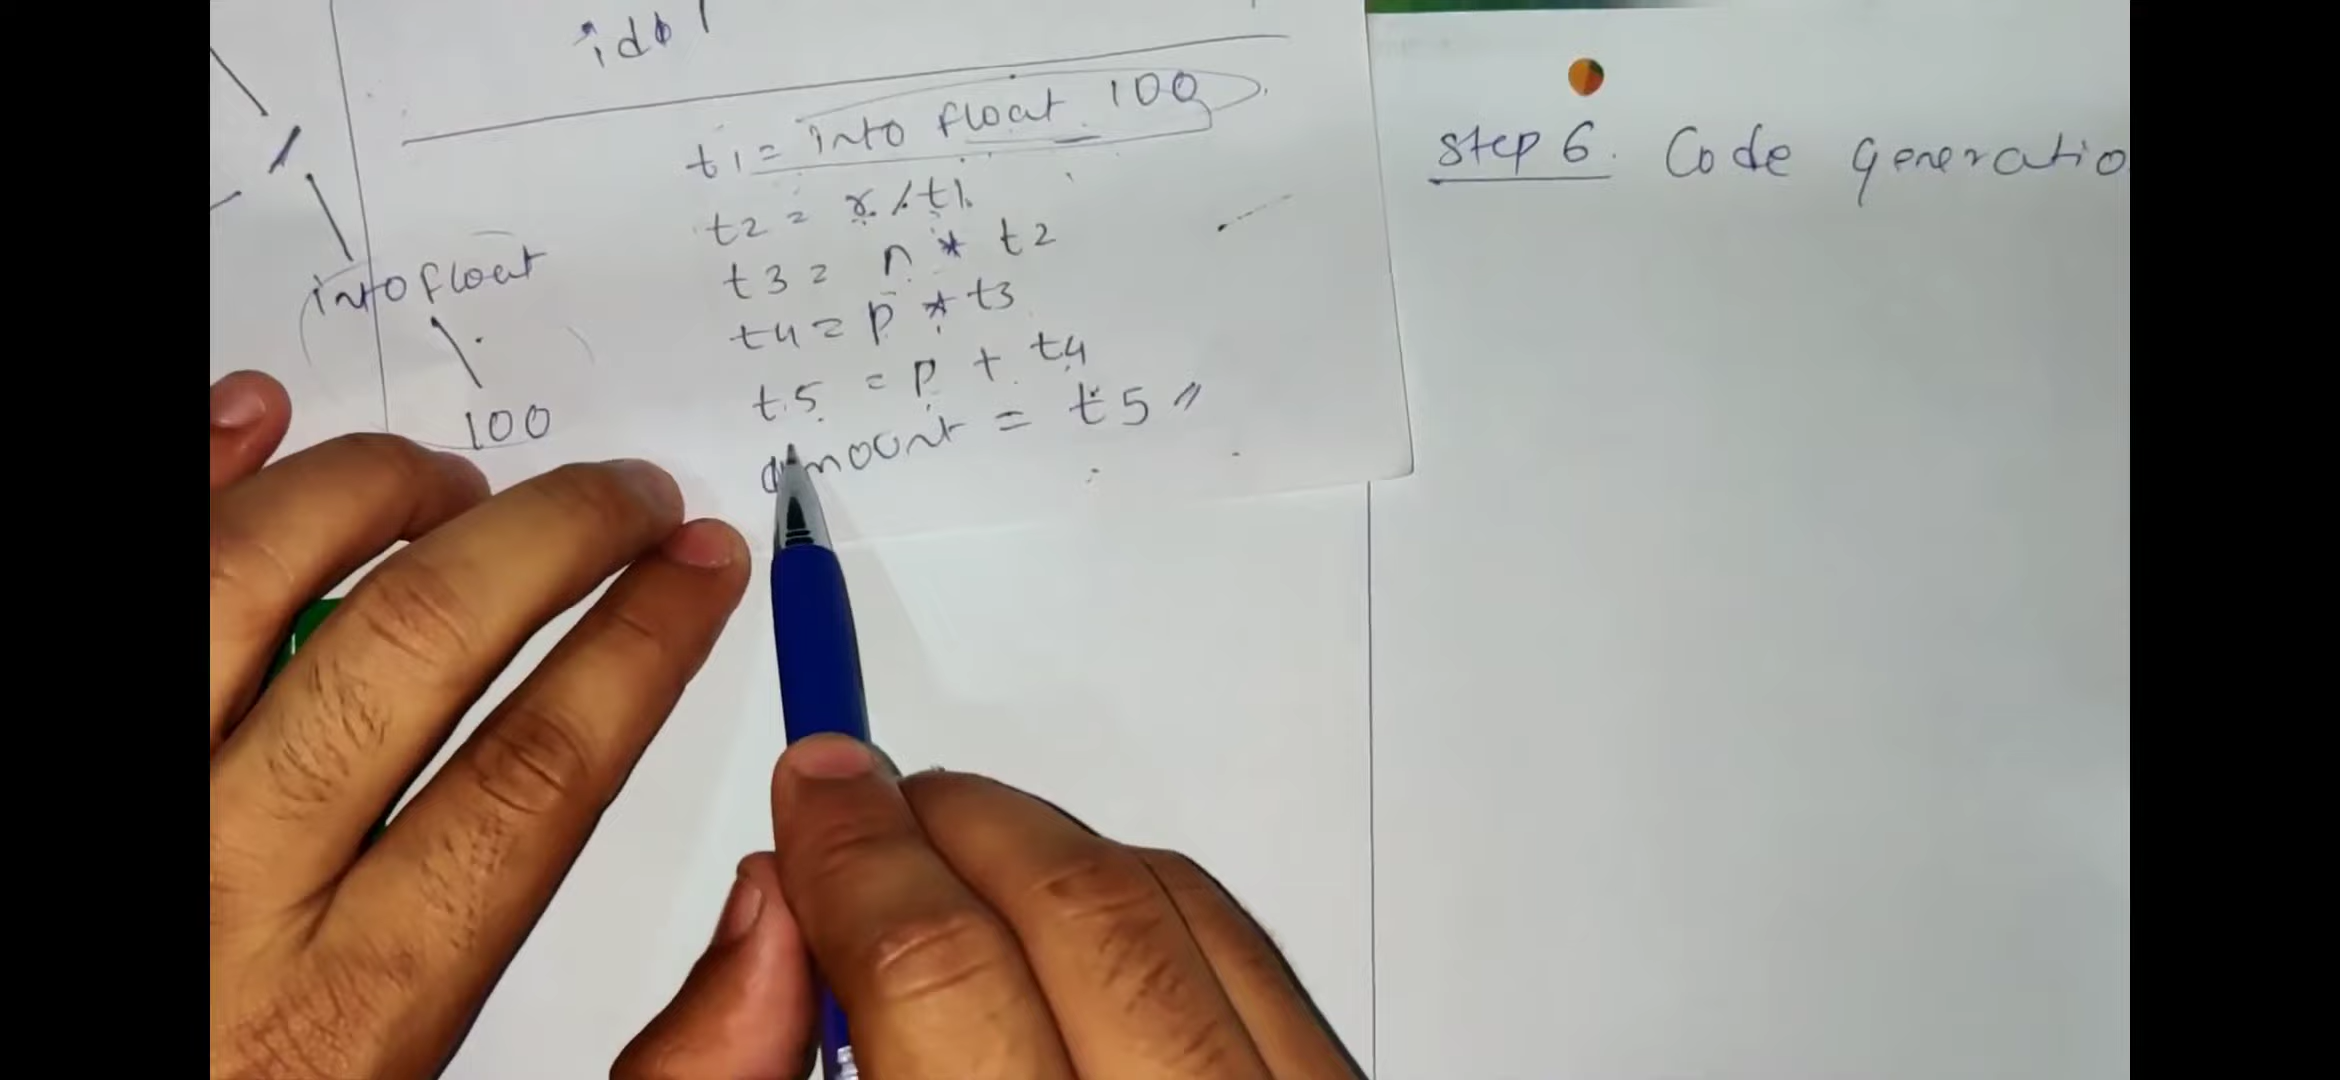 id
t1 = into float 100
t2 = r / t1
t3 = n * t2
t4 = p * t3
t5 = p + t4
amount = t5 //
/
into float
100
step 6. Code generatio